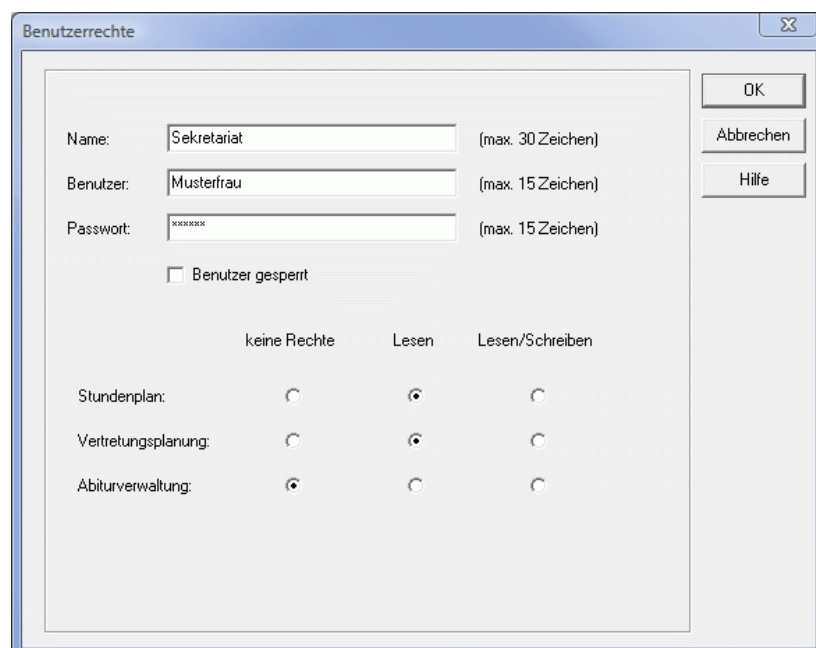 Benutzerrechte
OK
Name: Sekretariat (max. 30 Zeichen)
Abbrechen
Benutzer: Musterfrau (max. 15 Zeichen)
Hilfe
Passwort: ****** (max. 15 Zeichen)
Benutzer gesperrt
keine Rechte Lesen Lesen/Schreiben
Stundenplan:
Vertretungsplanung:
Abiturverwaltung: